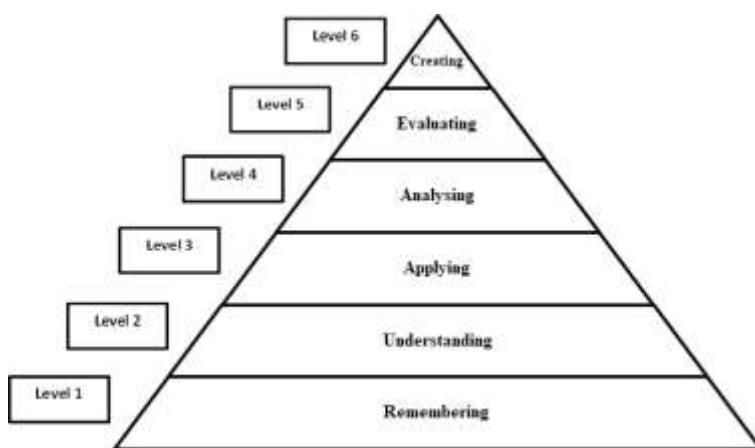 Level 6
Creating
Level 5
Evaluating
Level 4
Analysing
Level 3
Applying
Level 2
Understanding
Level 1
Remembering